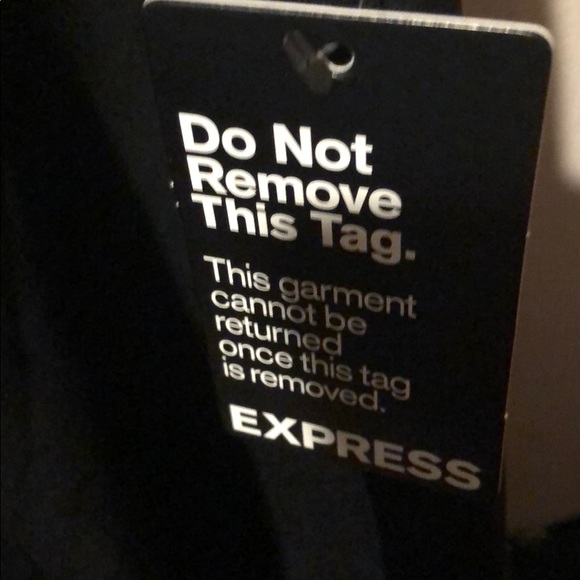 Do Not
Remove
This Tag.
This garment
cannot be
returned
once this tag
is removed.
EXPRESS